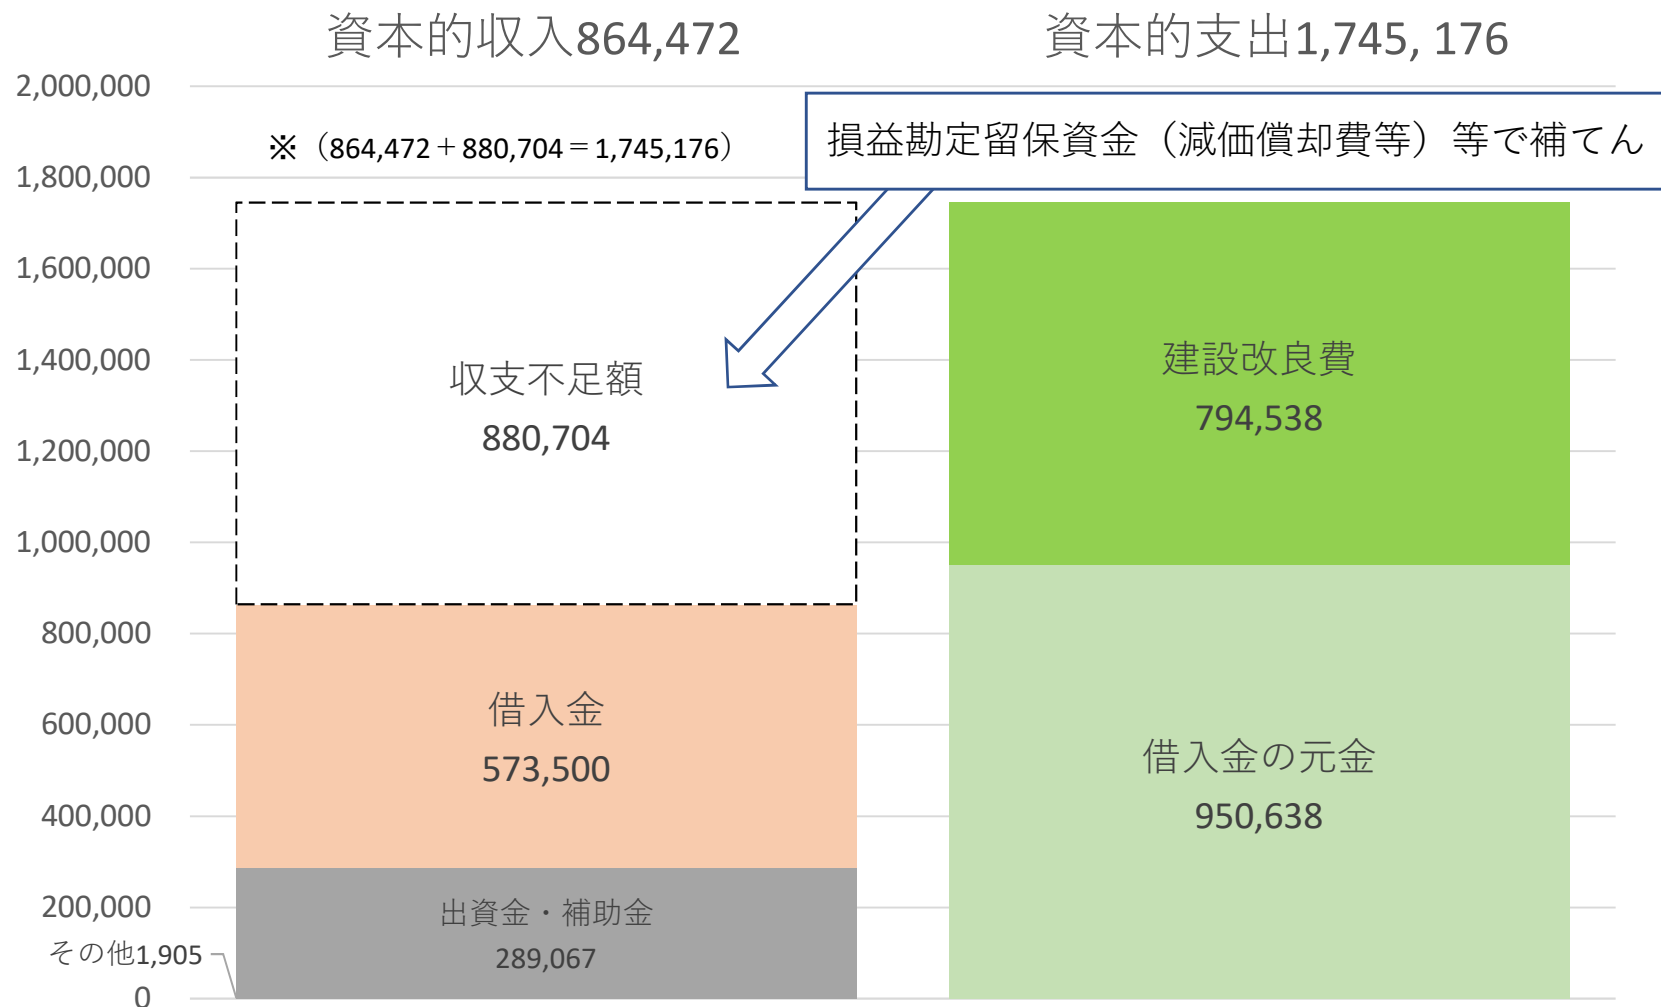 資本的収入864,472
資本的支出1,745, 176
2,000,000
1,800,000
1,600,000
1,400,000
1,200,000
1,000,000
800,000
600,000
400,000
200,000
0
※（864,472＋880,704＝1,745,176）
損益勘定留保資金（減価償却費等）等で補てん
収支不足額
880,704
借入金
573,500
出資金・補助金
289,067
その他1,905
建設改良費
794,538
借入金の元金
950,638